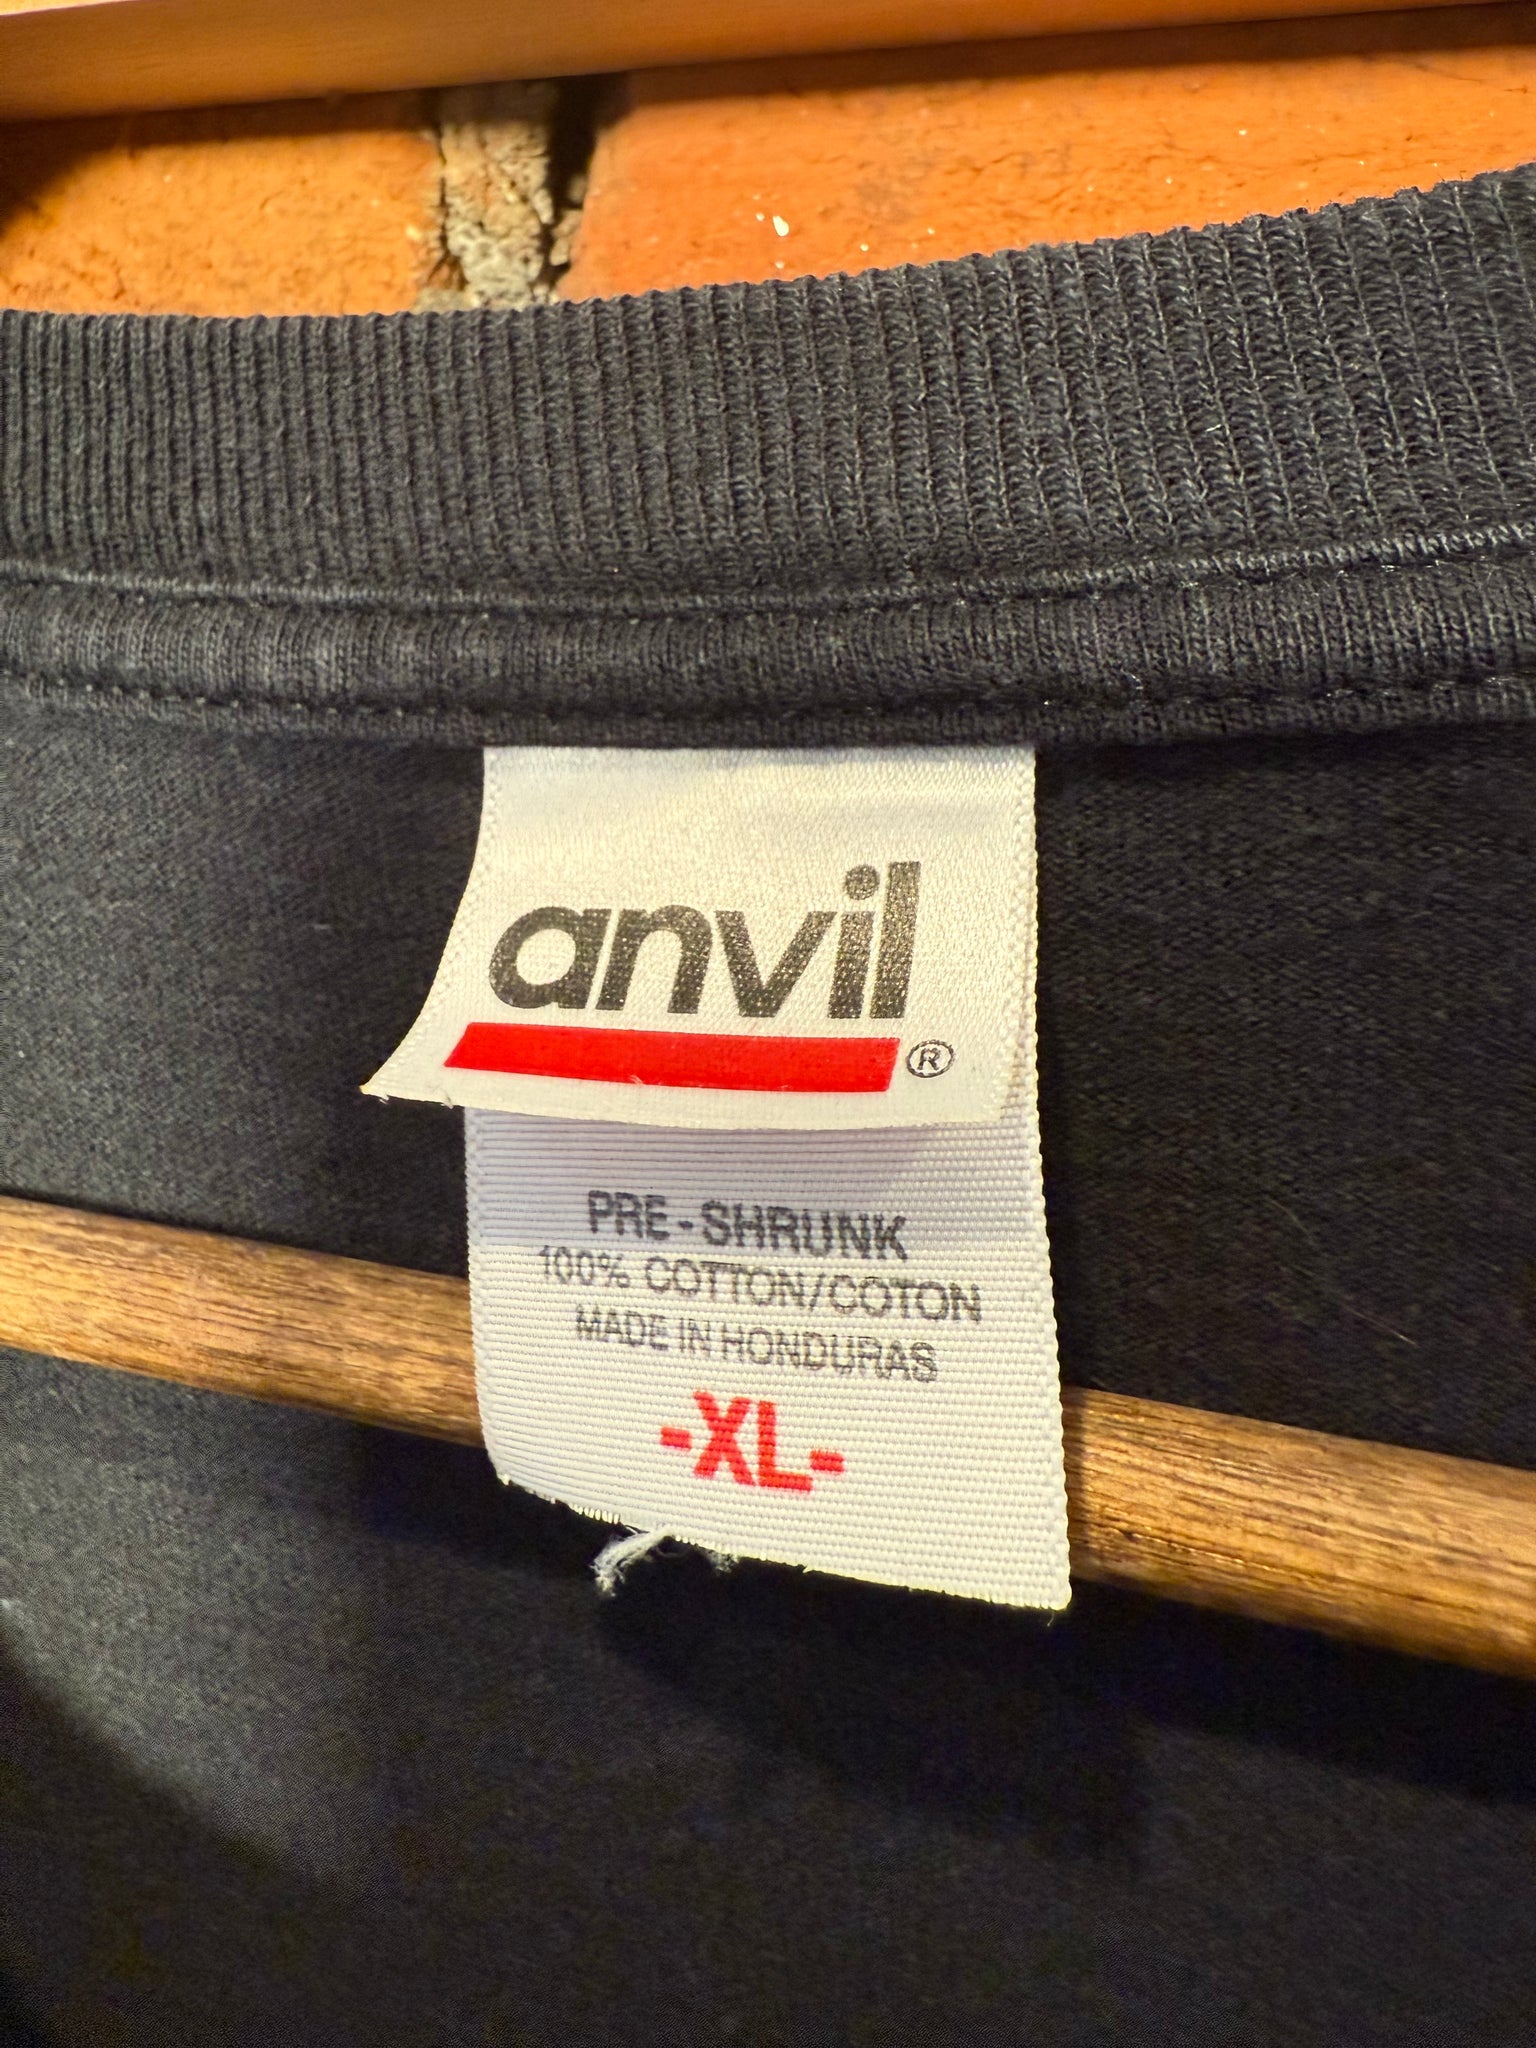 anvil
®
PRE-SHRUNK
100% COTTON/COTON
MADE IN HONDURAS
-XL-